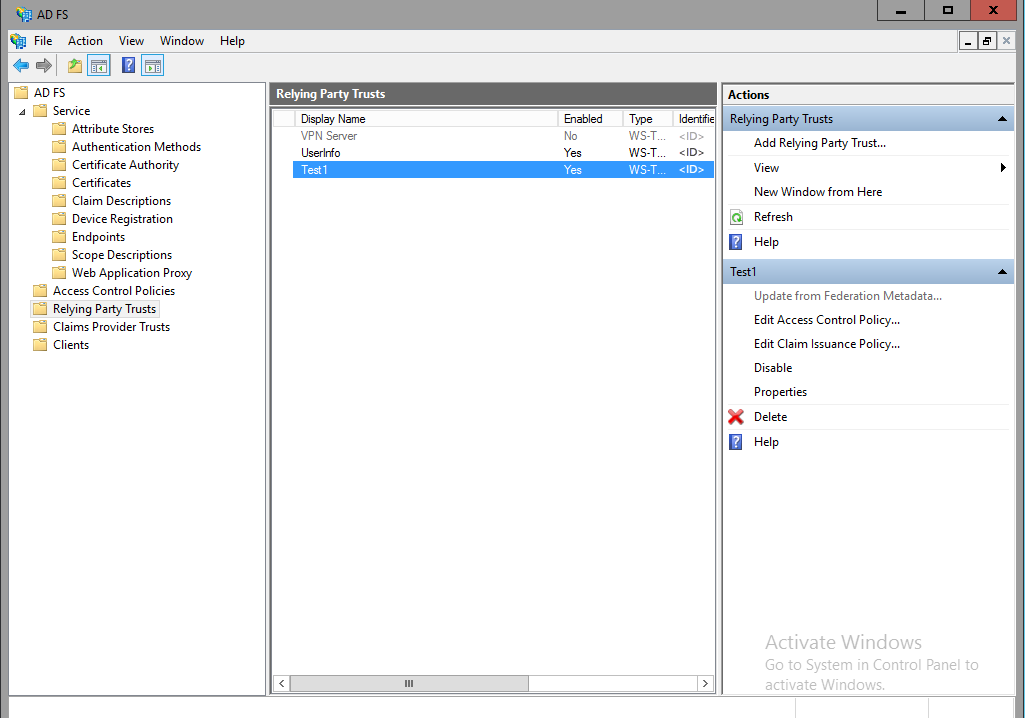 AD FS
File Action View Window Help
AD FS
Service
Attribute Stores
Authentication Methods
Certificate Authority
Certificates
Claim Descriptions
Device Registration
Endpoints
Scope Descriptions
Web Application Proxy
Access Control Policies
Relying Party Trusts
Claims Provider Trusts
Clients
Relying Party Trusts
Display Name Enabled Type Identifie
VPN Server No WS-T... <ID>
UserInfo Yes WS-T... <ID>
Test1 Yes WS-T... <ID>
Actions
Relying Party Trusts
Add Relying Party Trust...
View
New Window from Here
Refresh
Help
Test1
Update from Federation Metadata...
Edit Access Control Policy...
Edit Claim Issuance Policy...
Disable
Properties
Delete
Help
Activate Windows
Go to System in Control Panel to
activate Windows.